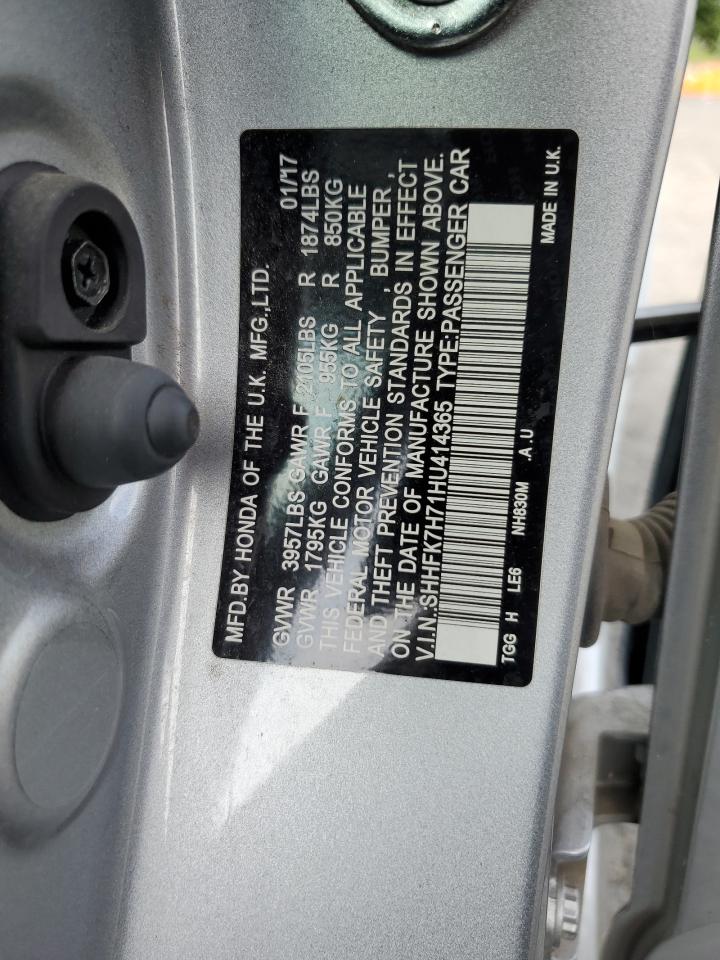 MFD.BY HONDA OF THE U.K. MFG.,LTD. 01/17
GVWR 3957LBS GAWR F 2105LBS R 1874LBS
GVWR 1795KG GAWR F 955KG R 850KG
THIS VEHICLE CONFORMS TO ALL APPLICABLE
FEDERAL MOTOR VEHICLE SAFETY , BUMPER ,
AND THEFT PREVENTION STANDARDS IN EFFECT
ON THE DATE OF MANUFACTURE SHOWN ABOVE.
V.I.N.:SHHFK7H71HU414365 TYPE:PASSENGER CAR
TGG H LE6 NH830M .A .U MADE IN U.K.